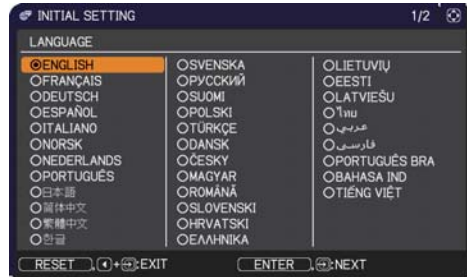 INITIAL SETTING 1/2
LANGUAGE
ENGLISH
FRANÇAIS
DEUTSCH
ESPAÑOL
ITALIANO
NORSK
NEDERLANDS
PORTUGUÊS
日本語
简体中文
繁體中文
한글
SVENSKA
РУССКИЙ
SUOMI
POLSKI
TÜRKÇE
DANSK
ČESKY
MAGYAR
ROMÂNĂ
SLOVENSKI
HRVATSKI
ΕΛΛΗΝΙΚΑ
LIETUVIŲ
EESTI
LATVIEŠU
ไทย
عربي
فارسی
PORTUGUÊS BRA
BAHASA IND
TIẾNG VIỆT
RESET , + :EXIT ENTER , :NEXT